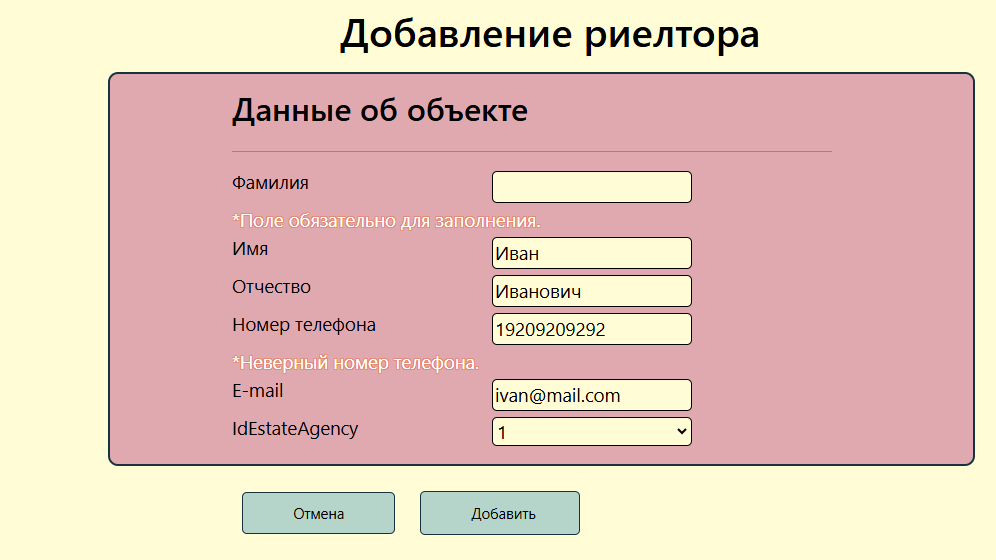 Добавление риелтора
Данные об объекте
Фамилия
*Поле обязательно для заполнения.
Имя Иван
Отчество Иванович
Номер телефона 19209209292
*Неверный номер телефона.
E-mail ivan@mail.com
IdEstateAgency 1
Отмена Добавить